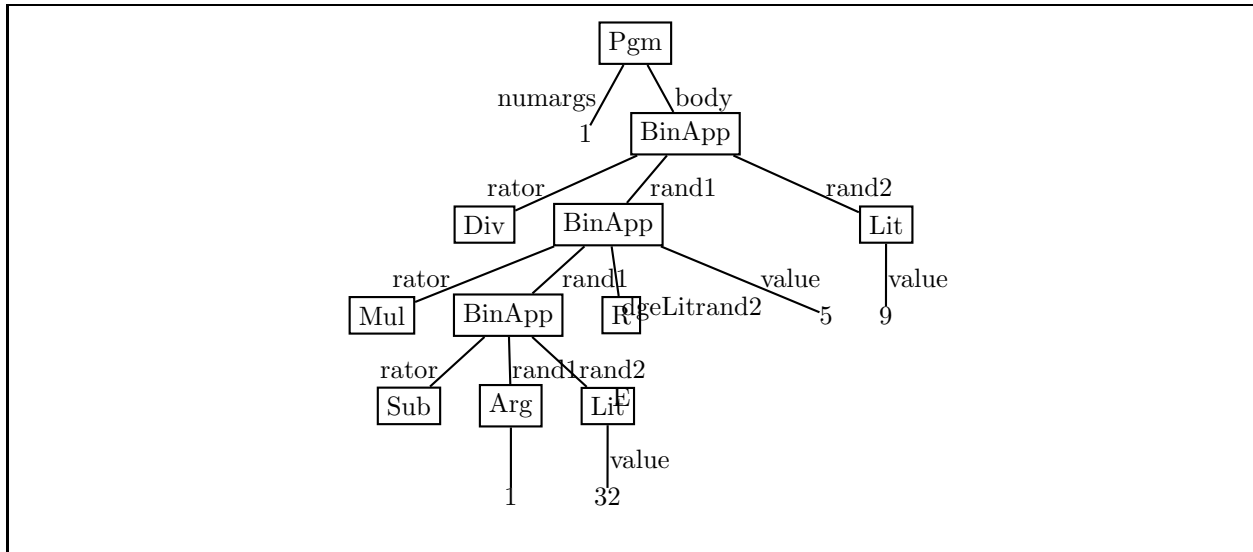 Pgm
numargs body
1 BinApp
rator rand1 rand2
Div BinApp Lit
rator rand1 value value
Mul BinApp R dgeLitrand2 5 9
rator rand1 rand2
Sub Arg Lit E
value
1 32